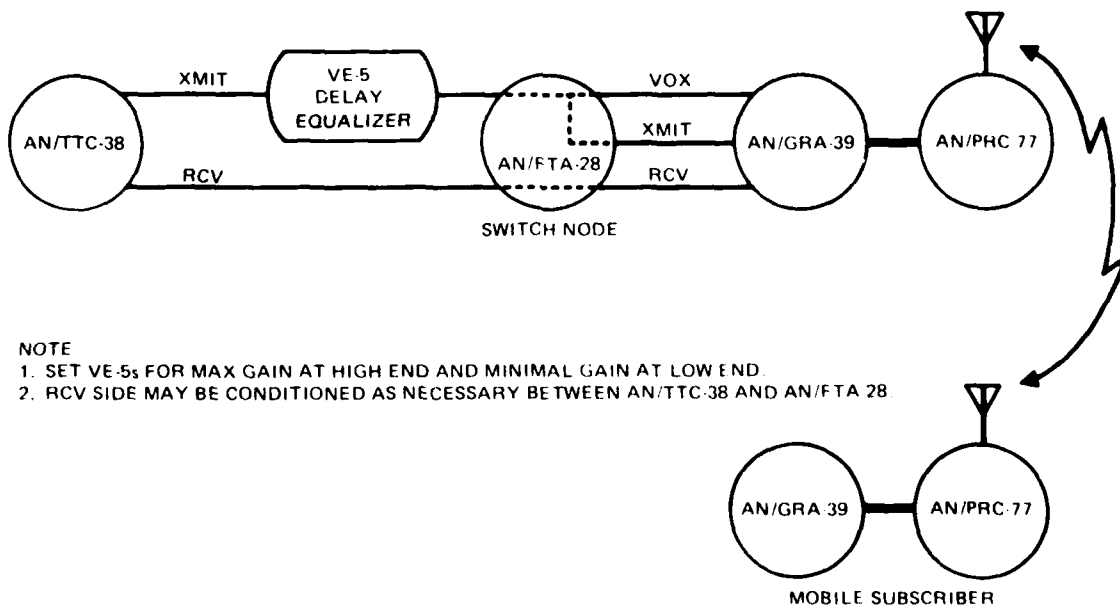 XMIT
VE-5
DELAY
EQUALIZER
VOX
XMIT
AN/TTC-38
AN/FTA-28
AN/GRA-39
AN/PRC-77
RCV
RCV
SWITCH NODE
NOTE
1. SET VE-5s FOR MAX GAIN AT HIGH END AND MINIMAL GAIN AT LOW END.
2. RCV SIDE MAY BE CONDITIONED AS NECESSARY BETWEEN AN/TTC-38 AND AN/FTA 28.
AN/GRA-39
AN/PRC-77
MOBILE SUBSCRIBER